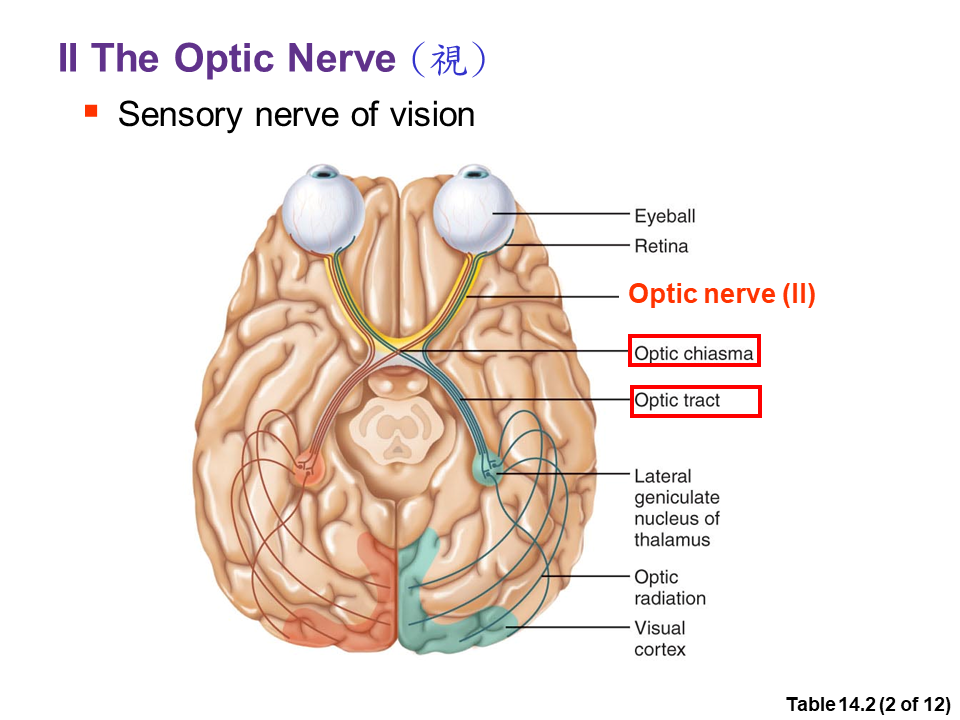 II The Optic Nerve (視)
Sensory nerve of vision
Eyeball
Retina
Optic nerve (II)
Optic chiasma
Optic tract
Lateral
geniculate
nucleus of
thalamus
Optic
radiation
Visual
cortex
Table 14.2 (2 of 12)